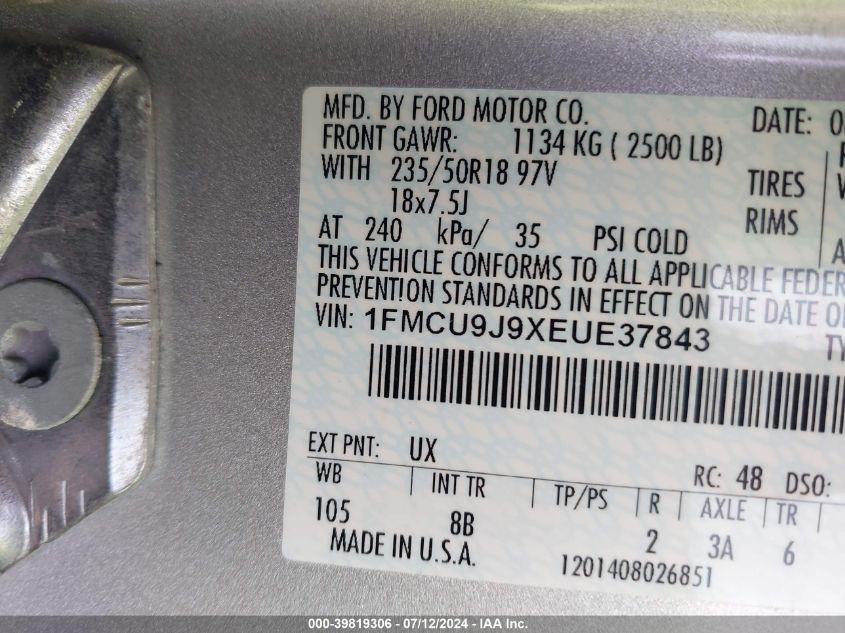 MFD. BY FORD MOTOR CO. DATE:
FRONT GAWR: 1134 KG ( 2500 LB)
WITH 235/50R18 97V TIRES
18x7.5J RIMS
AT 240 kPa/ 35 PSI COLD
THIS VEHICLE CONFORMS TO ALL APPLICABLE FEDER
PREVENTION STANDARDS IN EFFECT ON THE DATE
VIN: 1FMCU9J9XEUE37843
EXT PNT: UX RC: 48 DSO:
WB INT TR TP/PS R AXLE TR
105 8B 2 3A 6
MADE IN U.S.A. 1201408026851
000-39819306 - 07/12/2024 - IAA Inc.